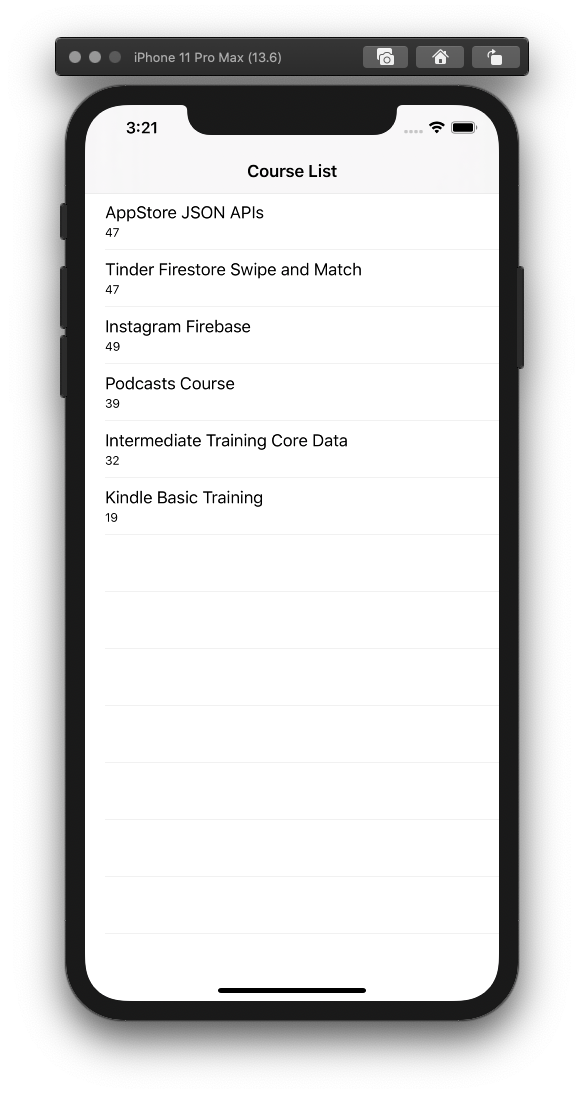 iPhone 11 Pro Max (13.6)
3:21
Course List
AppStore JSON APIs
47
Tinder Firestore Swipe and Match
47
Instagram Firebase
49
Podcasts Course
39
Intermediate Training Core Data
32
Kindle Basic Training
19